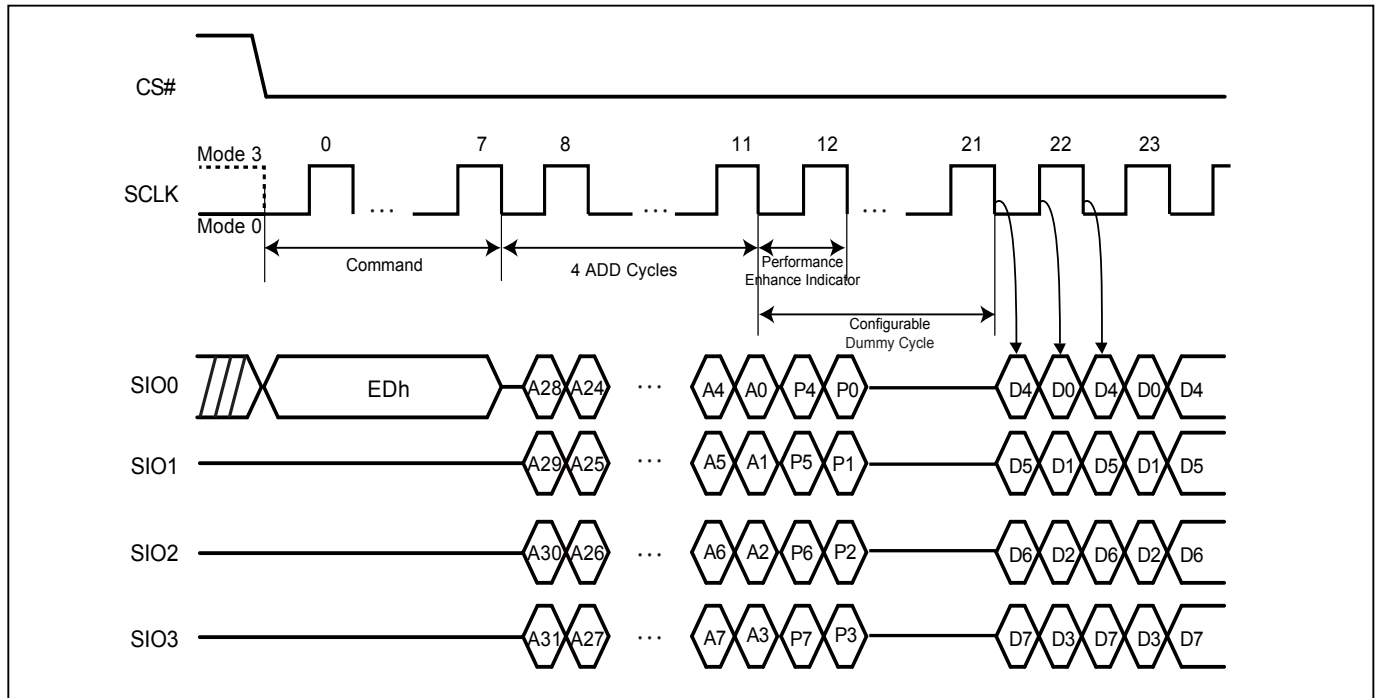 CS#
0 7 8 11 12 21 22 23
Mode 3
SCLK
... ... ...
Mode 0
Command
4 ADD Cycles
Performance
Enhance Indicator
Configurable
Dummy Cycle
SIO0 EDh A28 A24 ... A4 A0 P4 P0 D4 D0 D4 D0 D4
SIO1 A29 A25 ... A5 A1 P5 P1 D5 D1 D5 D1 D5
SIO2 A30 A26 ... A6 A2 P6 P2 D6 D2 D6 D2 D6
SIO3 A31 A27 ... A7 A3 P7 P3 D7 D3 D7 D3 D7